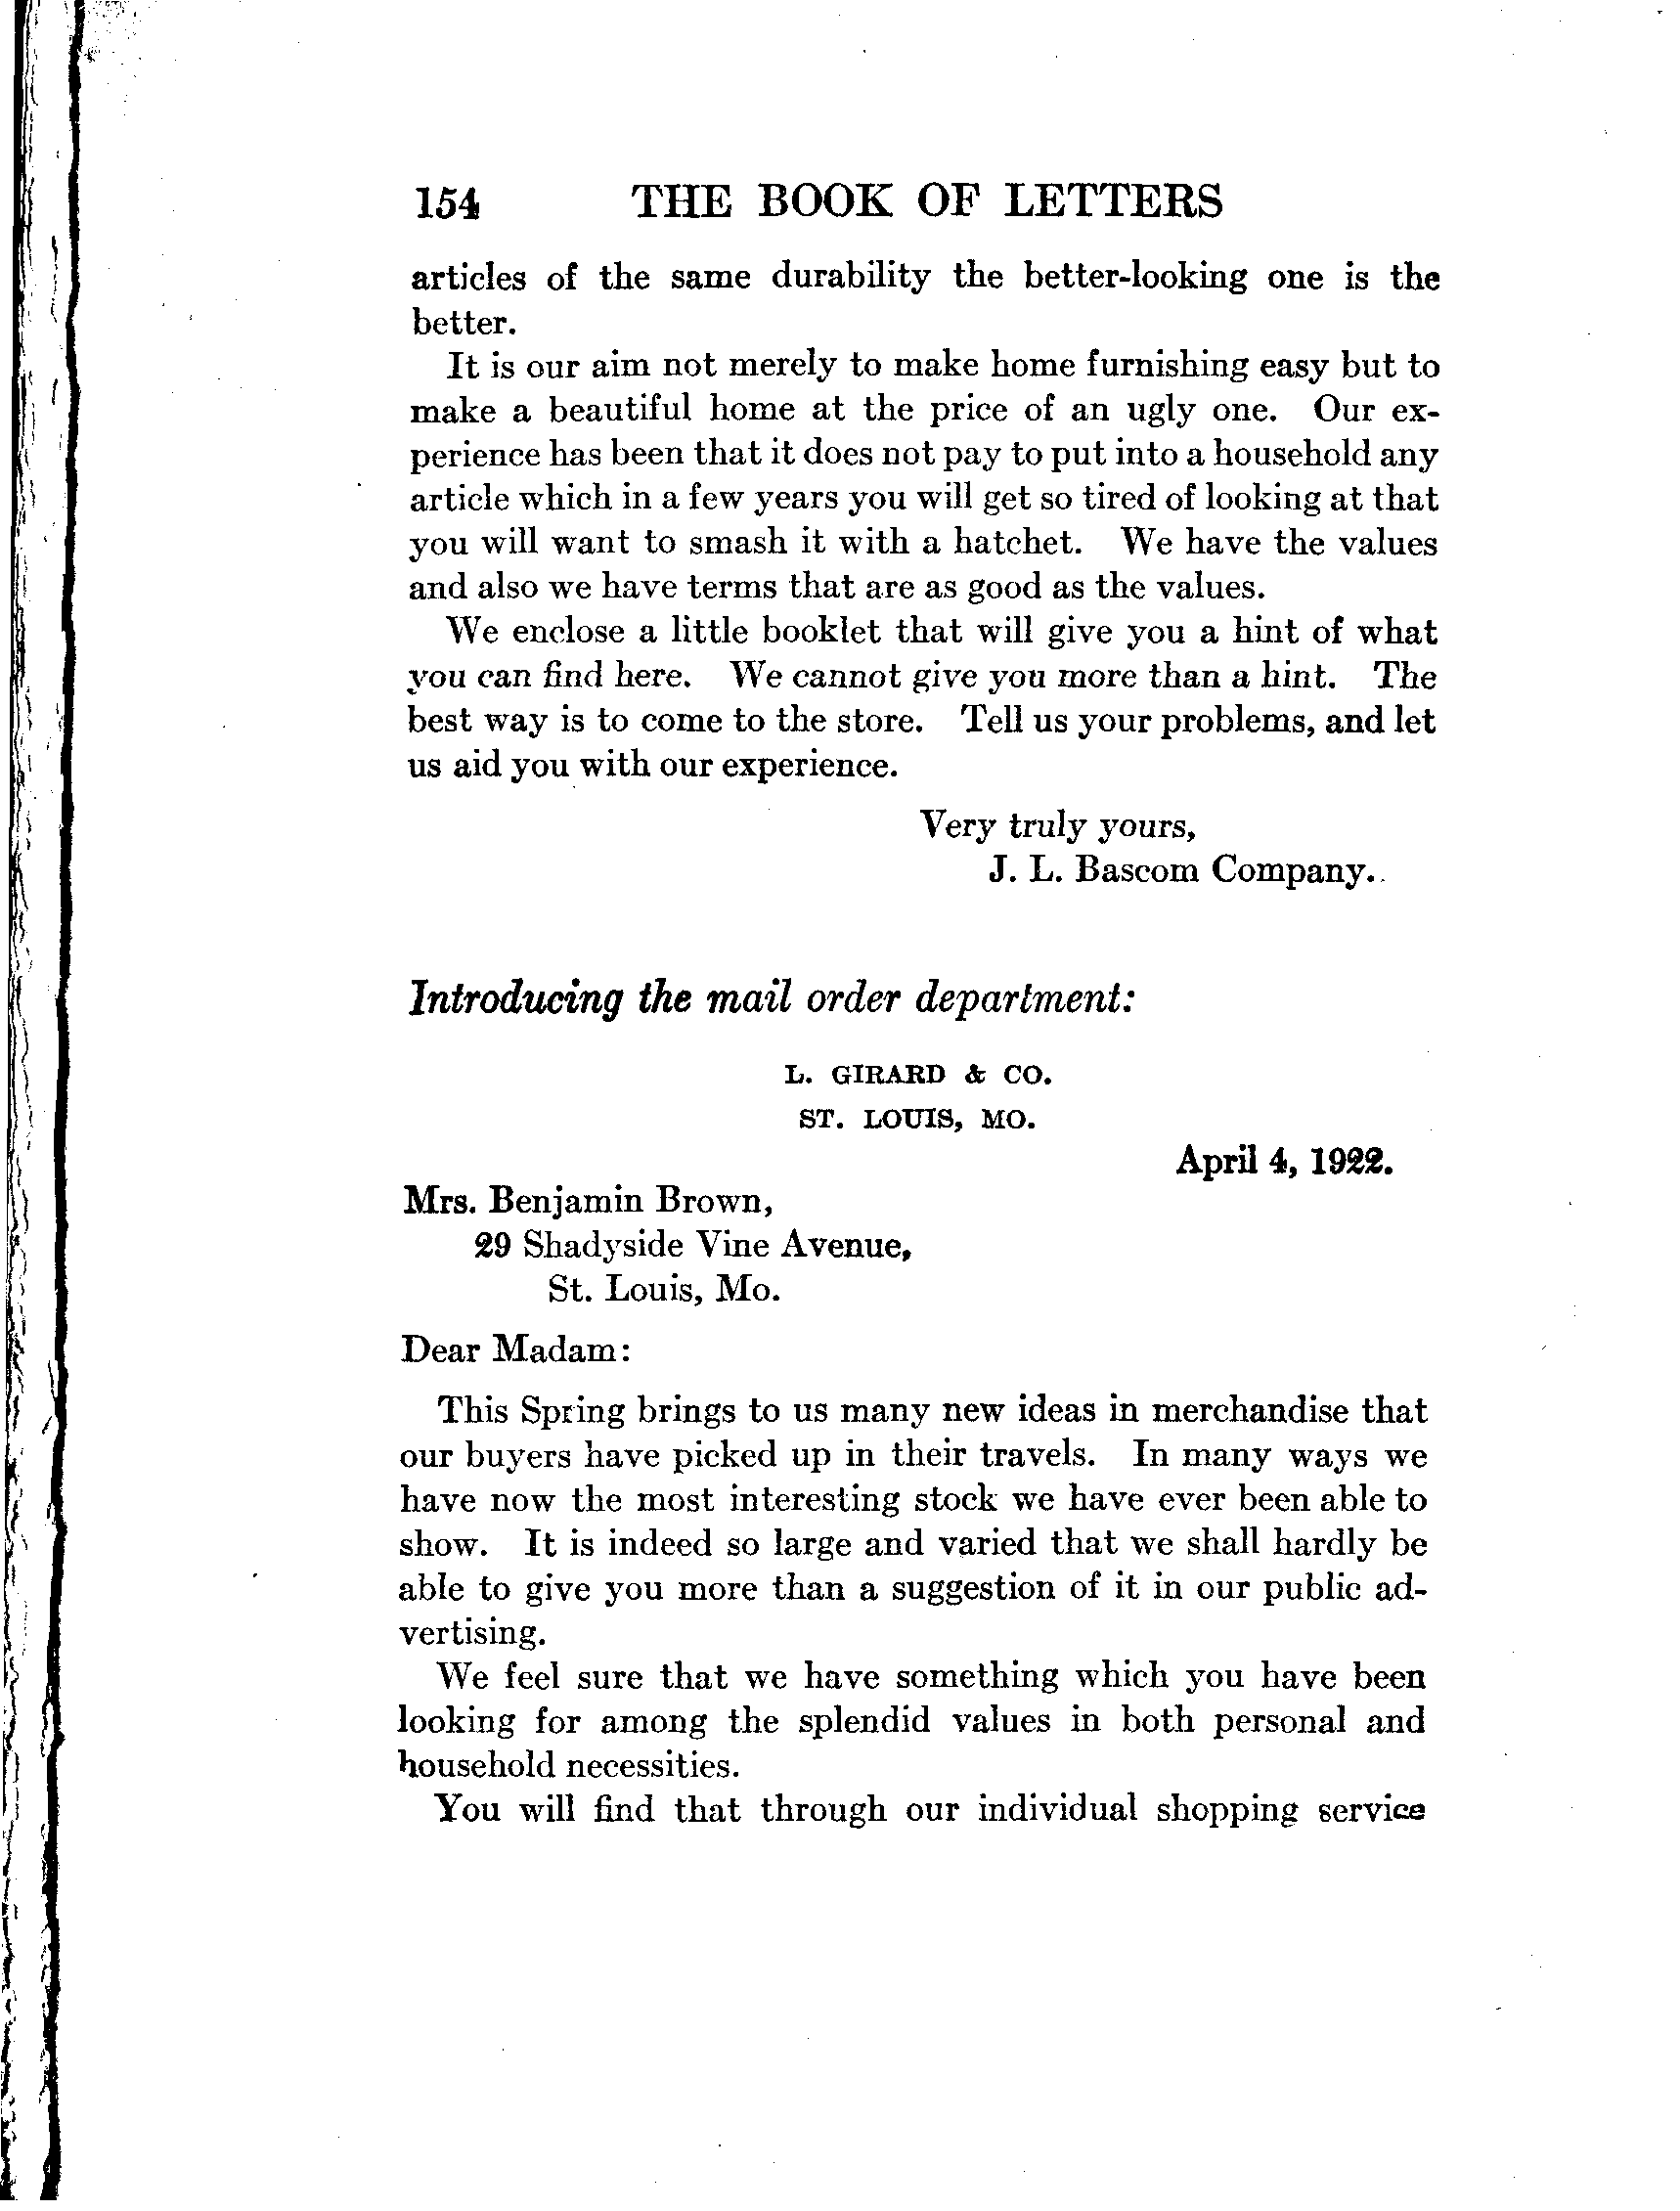 154 THE BOOK OF LETTERS
articles of the same durability the better-looking one is the
better.
It is our aim not merely to make home furnishing easy but to
make a beautiful home at the price of an ugly one. Our ex-
perience has been that it does not pay to put into a household any
article which in a few years you will get so tired of looking at that
you will want to smash it with a hatchet. We have the values
and also we have terms that are as good as the values.
We enclose a little booklet that will give you a hint of what
you can find here. We cannot give you more than a hint. The
best way is to come to the store. Tell us your problems, and let
us aid you with our experience.
Very truly yours,
J. L. Bascom Company.
Introducing the mail order department:
L. GIRARD & CO.
ST. LOUIS, MO.
April 4, 1922.
Mrs. Benjamin Brown,
29 Shadyside Vine Avenue,
St. Louis, Mo.
Dear Madam:
This Spring brings to us many new ideas in merchandise that
our buyers have picked up in their travels. In many ways we
have now the most interesting stock we have ever been able to
show. It is indeed so large and varied that we shall hardly be
able to give you more than a suggestion of it in our public ad-
vertising.
We feel sure that we have something which you have been
looking for among the splendid values in both personal and
household necessities.
You will find that through our individual shopping service